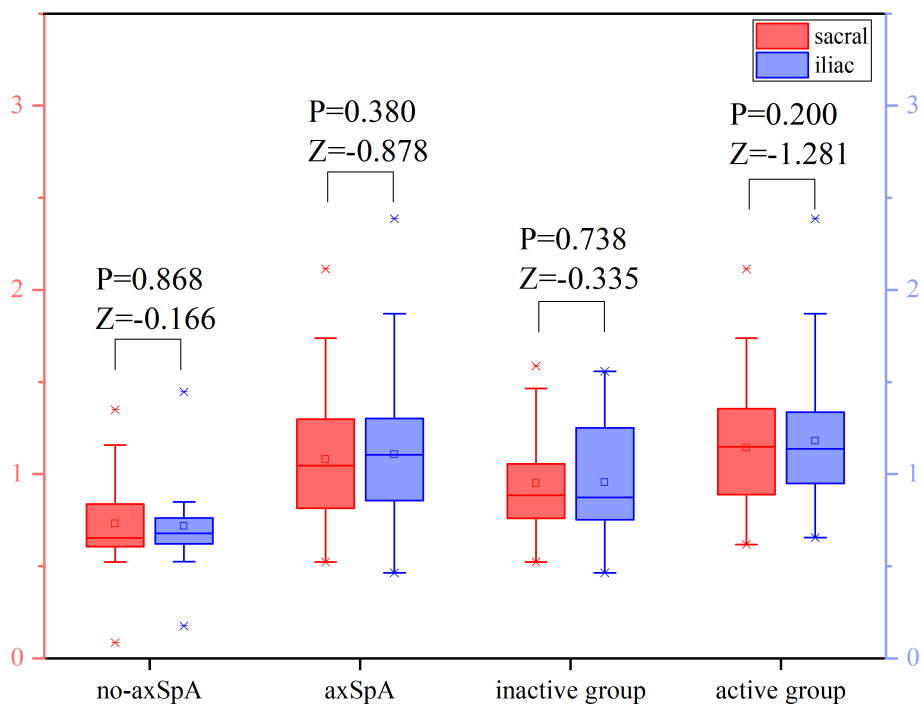 sacral
iliac
3
3
P=0.380
Z=-0.878
P=0.200
Z=-1.281
P=0.738
Z=-0.335
P=0.868
Z=-0.166
2
2
1
1
0
0
no-axSpA
axSpA
inactive group
active group